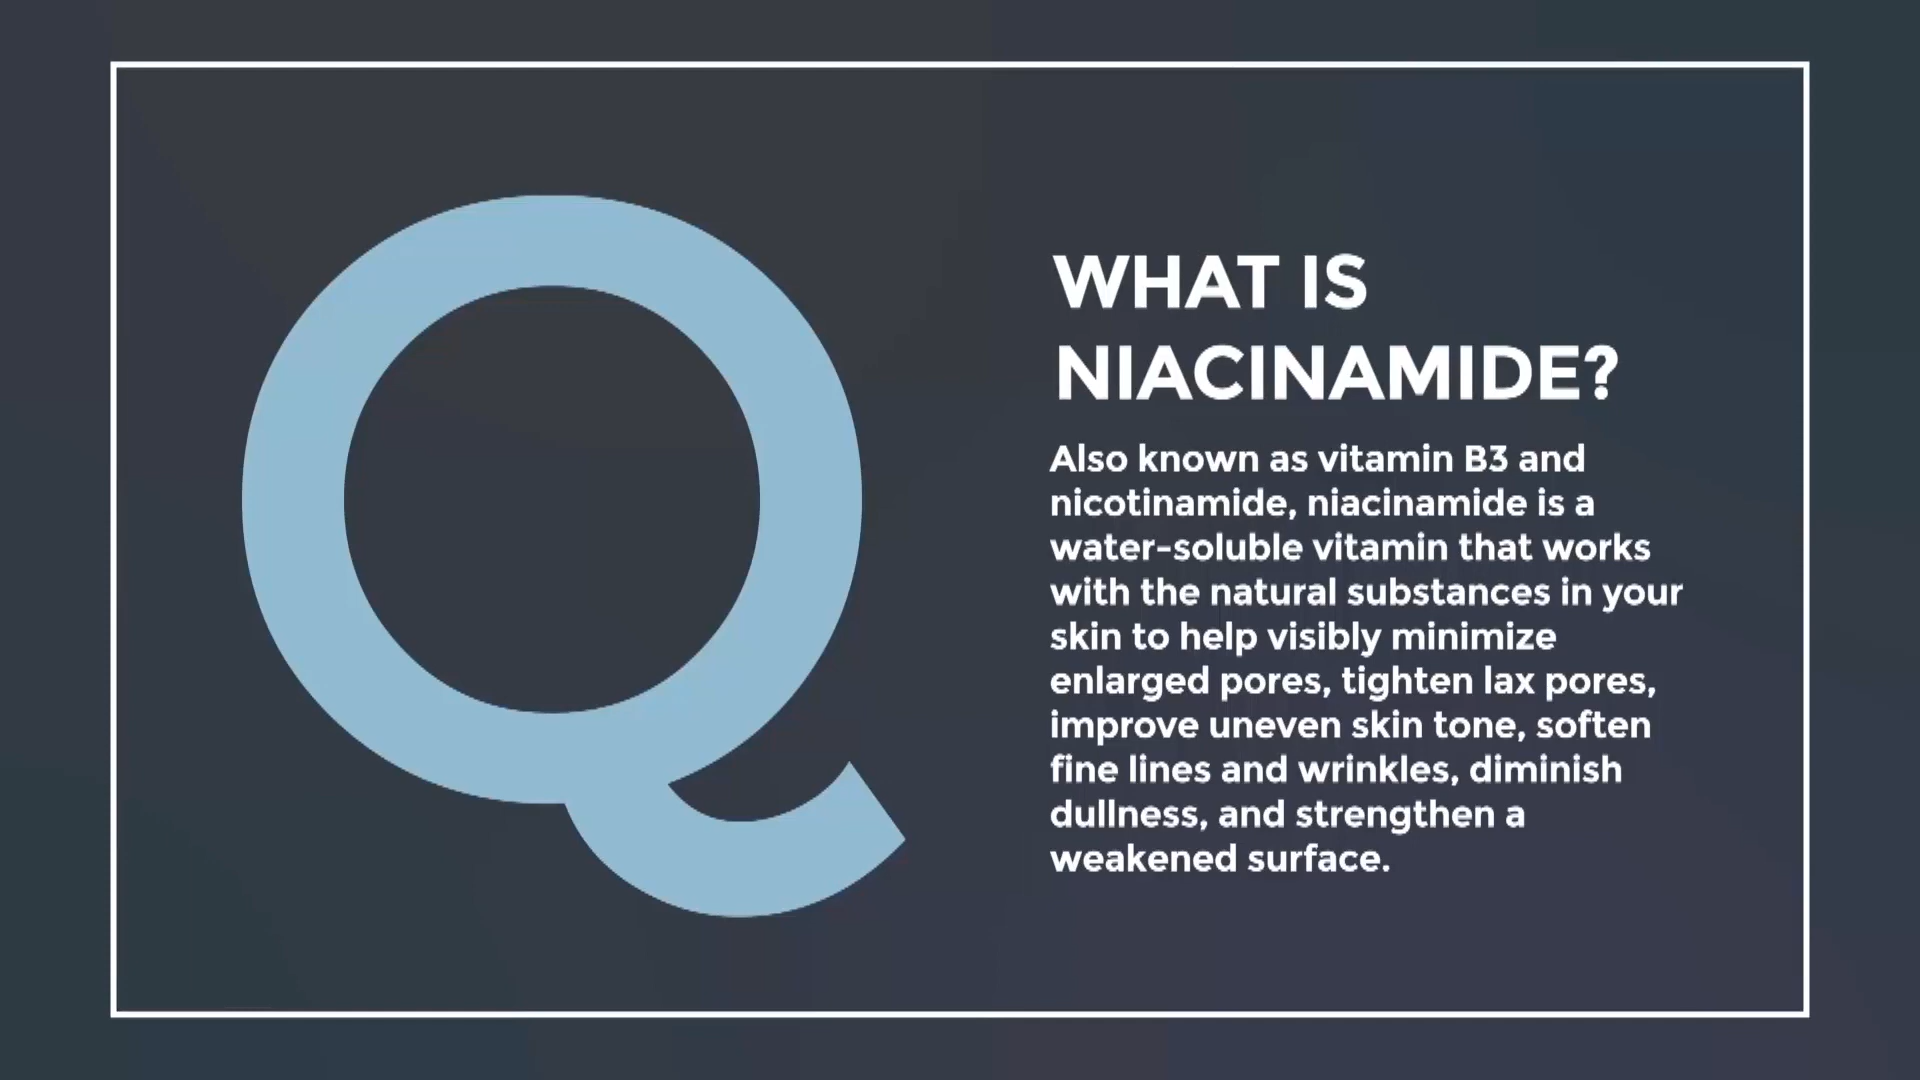 Q
WHAT IS
NIACINAMIDE?
Also known as vitamin B3 and
nicotinamide, niacinamide is a
water-soluble vitamin that works
with the natural substances in your
skin to help visibly minimize
enlarged pores, tighten lax pores,
improve uneven skin tone, soften
fine lines and wrinkles, diminish
dullness, and strengthen a
weakened surface.